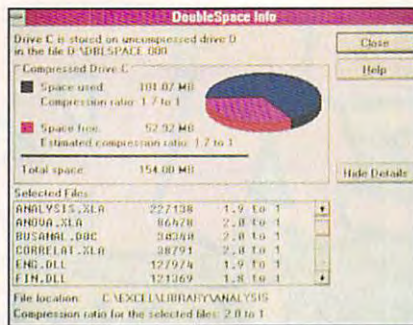 DoubleSpace Info
Drive C is stored on uncompressed drive D
in the file D:\DBLSPACE.000
Close
Help
Compressed Drive C
Space used: 101.07 MB
Compression ratio: 1.7 to 1
Space free: 52.92 MB
Estimated compression ratio: 1.7 to 1
Total space: 154.00 MB
Hide Details
Selected Files:
ANALYSIS.XLA 227138 1.9 to 1
ANOVA.XLA 86478 2.0 to 1
BUSANAL.DOC 30340 2.0 to 1
CORRELAT.XLA 38791 2.0 to 1
ENG.DLL 127974 1.9 to 1
FIN.DLL 121369 1.8 to 1
File location: C:\EXCEL\LIBRARY\ANALYSIS
Compression ratio for the selected files: 2.0 to 1